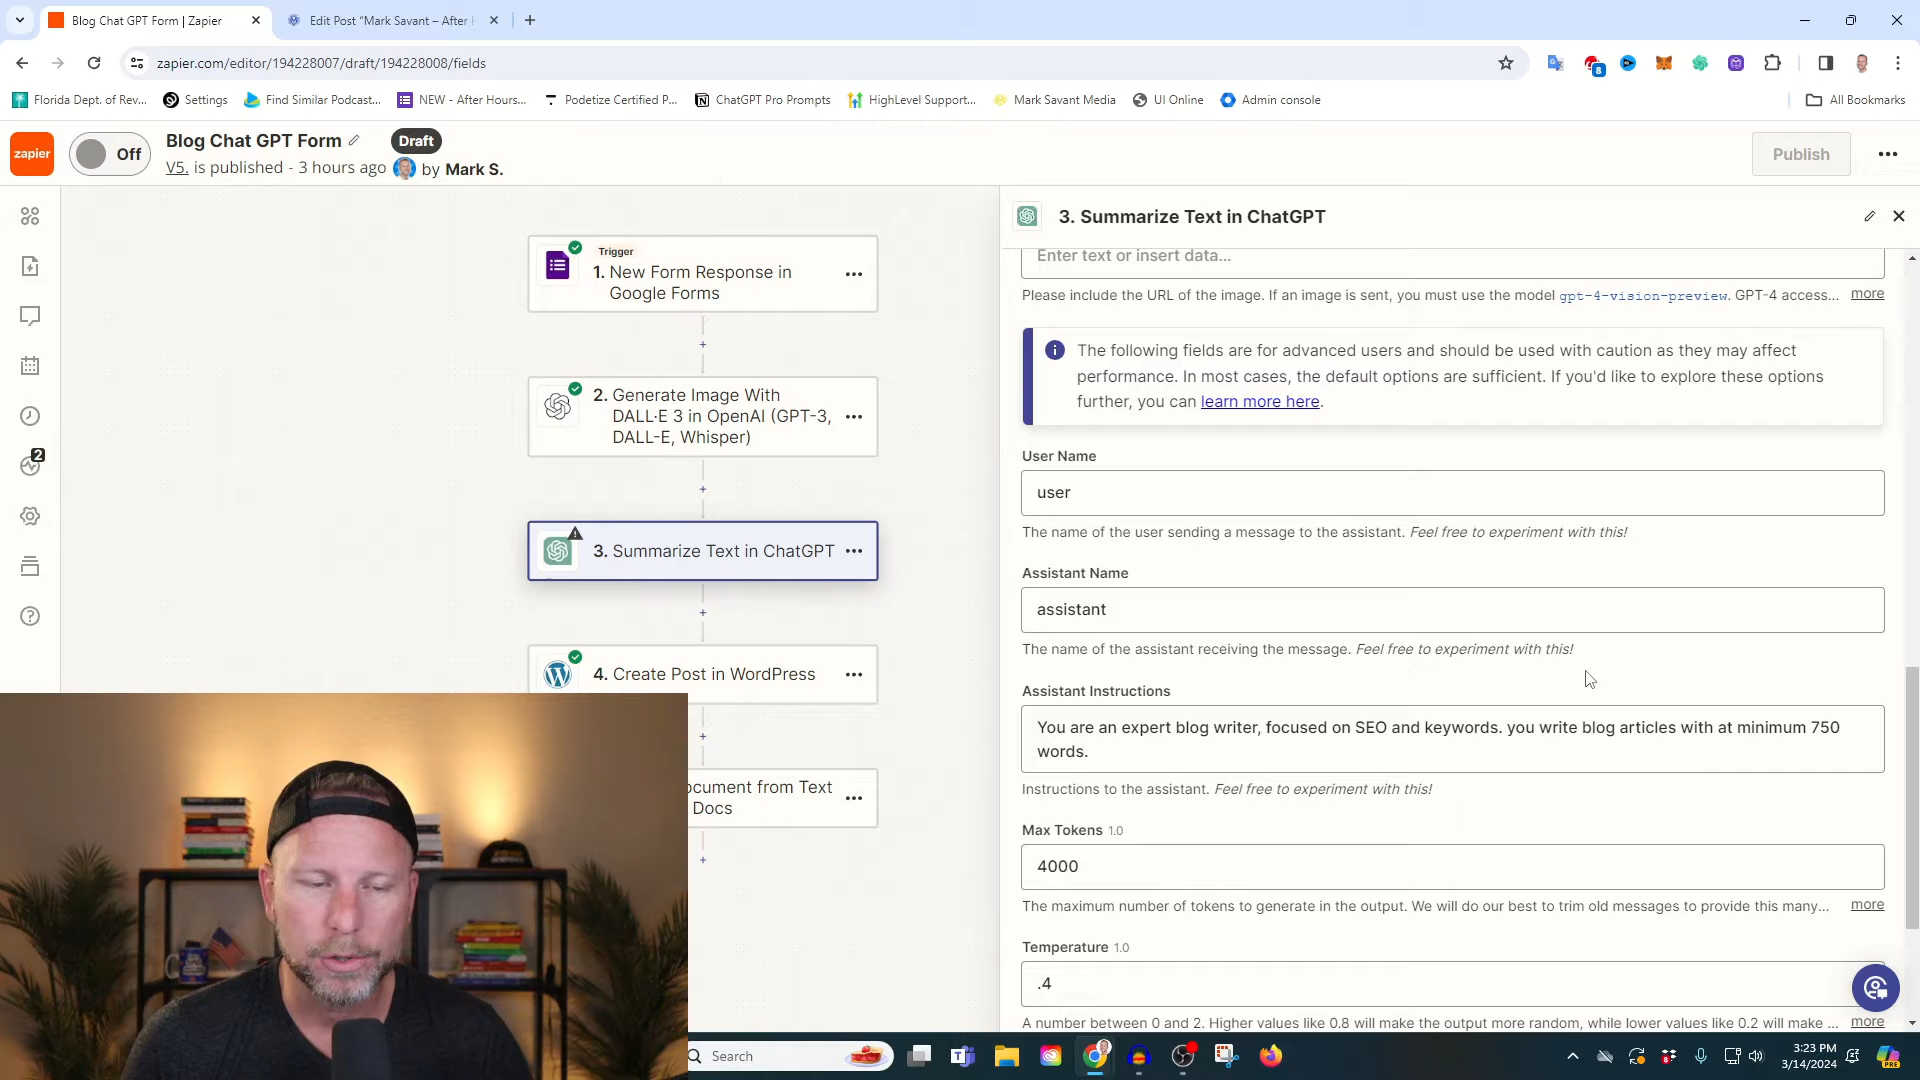 Blog Chat GPT Form | Zapier
Edit Post “Mark Savant – After
zapier.com/editor/194228007/draft/194228008/fields
8
Florida Dept. of Rev...
Settings
Find Similar Podcast...
NEW - After Hours...
Podetize Certified P...
ChatGPT Pro Prompts
HighLevel Support...
Mark Savant Media
UI Online
Admin console
All Bookmarks
zapier
Off
Blog Chat GPT Form
Draft
V5. is published - 3 hours ago by Mark S.
Publish
2
Trigger
1. New Form Response in
Google Forms
2. Generate Image With
DALL·E 3 in OpenAI (GPT-3,
DALL-E, Whisper)
3. Summarize Text in ChatGPT
4. Create Post in WordPress
ocument from Text
Docs
3. Summarize Text in ChatGPT
Enter text or insert data...
Please include the URL of the image. If an image is sent, you must use the model gpt-4-vision-preview. GPT-4 access... more
The following fields are for advanced users and should be used with caution as they may affect
performance. In most cases, the default options are sufficient. If you'd like to explore these options
further, you can learn more here.
User Name
user
The name of the user sending a message to the assistant. Feel free to experiment with this!
Assistant Name
assistant
The name of the assistant receiving the message. Feel free to experiment with this!
Assistant Instructions
You are an expert blog writer, focused on SEO and keywords. you write blog articles with at minimum 750
words.
Instructions to the assistant. Feel free to experiment with this!
Max Tokens 1.0
4000
The maximum number of tokens to generate in the output. We will do our best to trim old messages to provide this many... more
Temperature 1.0
.4
A number between 0 and 2. Higher values like 0.8 will make the output more random, while lower values like 0.2 will make ... more
Search
3:23 PM
3/14/2024